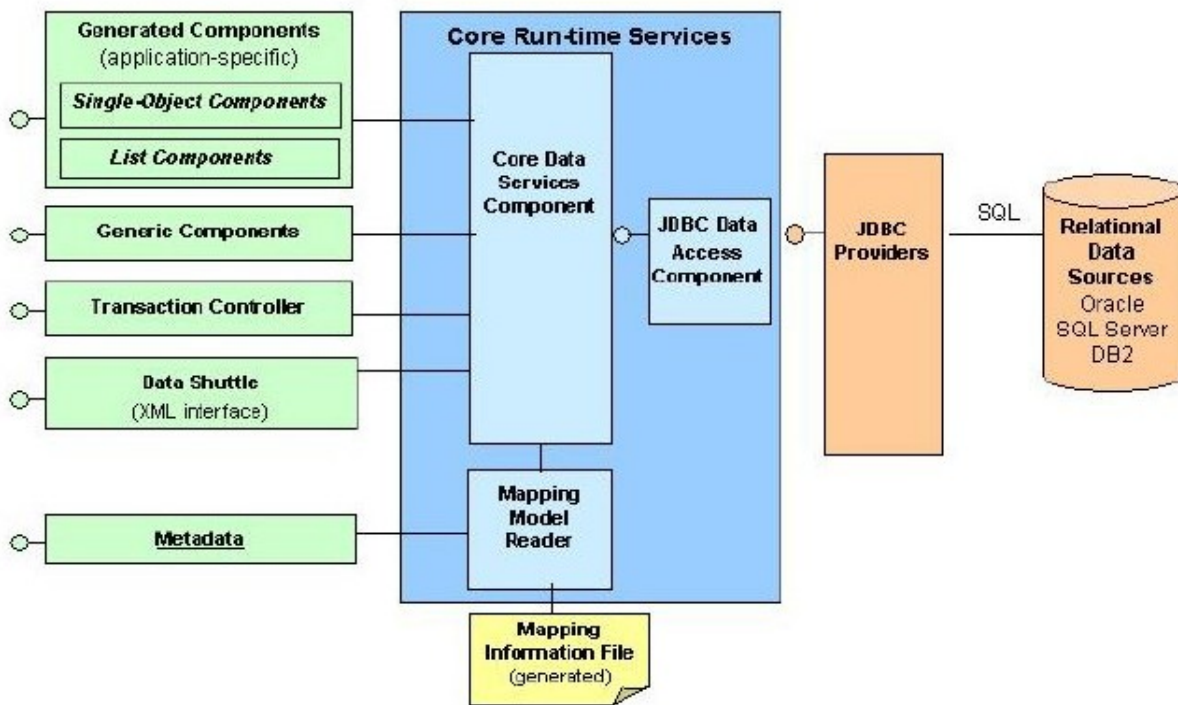 Generated Components
(application-specific)
Single-Object Components
List Components
Generic Components
Transaction Controller
Data Shuttle
(XML interface)
Metadata
Core Run-time Services
Core Data
Services
Component
JDBC Data
Access
Component
Mapping
Model
Reader
Mapping
Information File
(generated)
JDBC
Providers
SQL
Relational
Data
Sources
Oracle
SQL Server
DB2